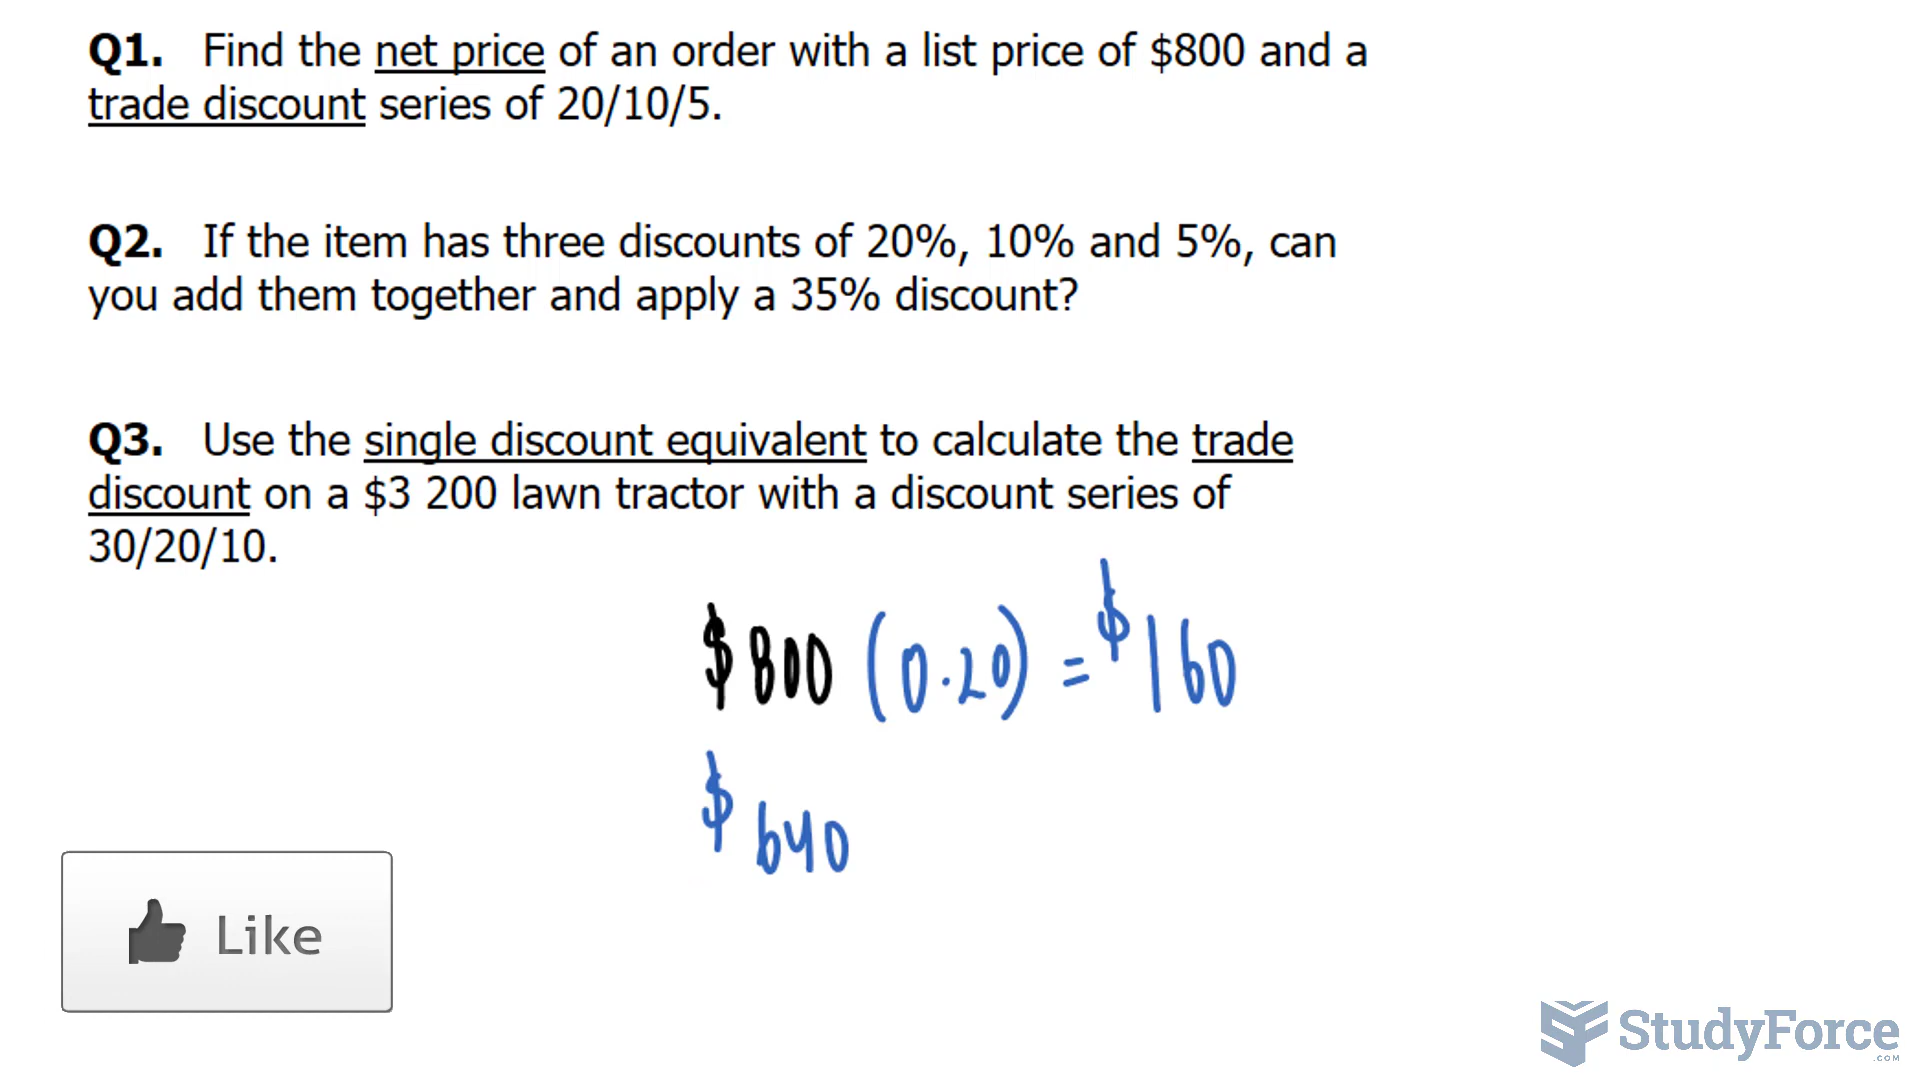 Q1. Find the net price of an order with a list price of $800 and a
trade discount series of 20/10/5.
Q2. If the item has three discounts of 20%, 10% and 5%, can
you add them together and apply a 35% discount?
Q3. Use the single discount equivalent to calculate the trade
discount on a $3 200 lawn tractor with a discount series of
30/20/10.
$800 (0.20) = $160
$640
Like
StudyForce
.COM